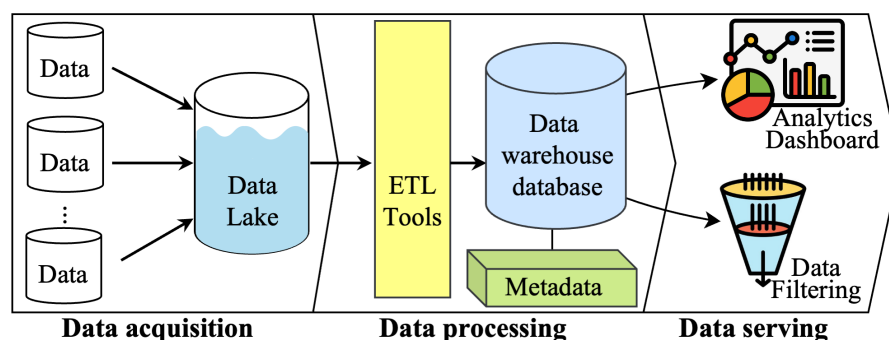 Data
Data
Data
Data
Lake
ETL
Tools
Data
warehouse
database
Metadata
Analytics
Dashboard
Data
Filtering
Data acquisition
Data processing
Data serving